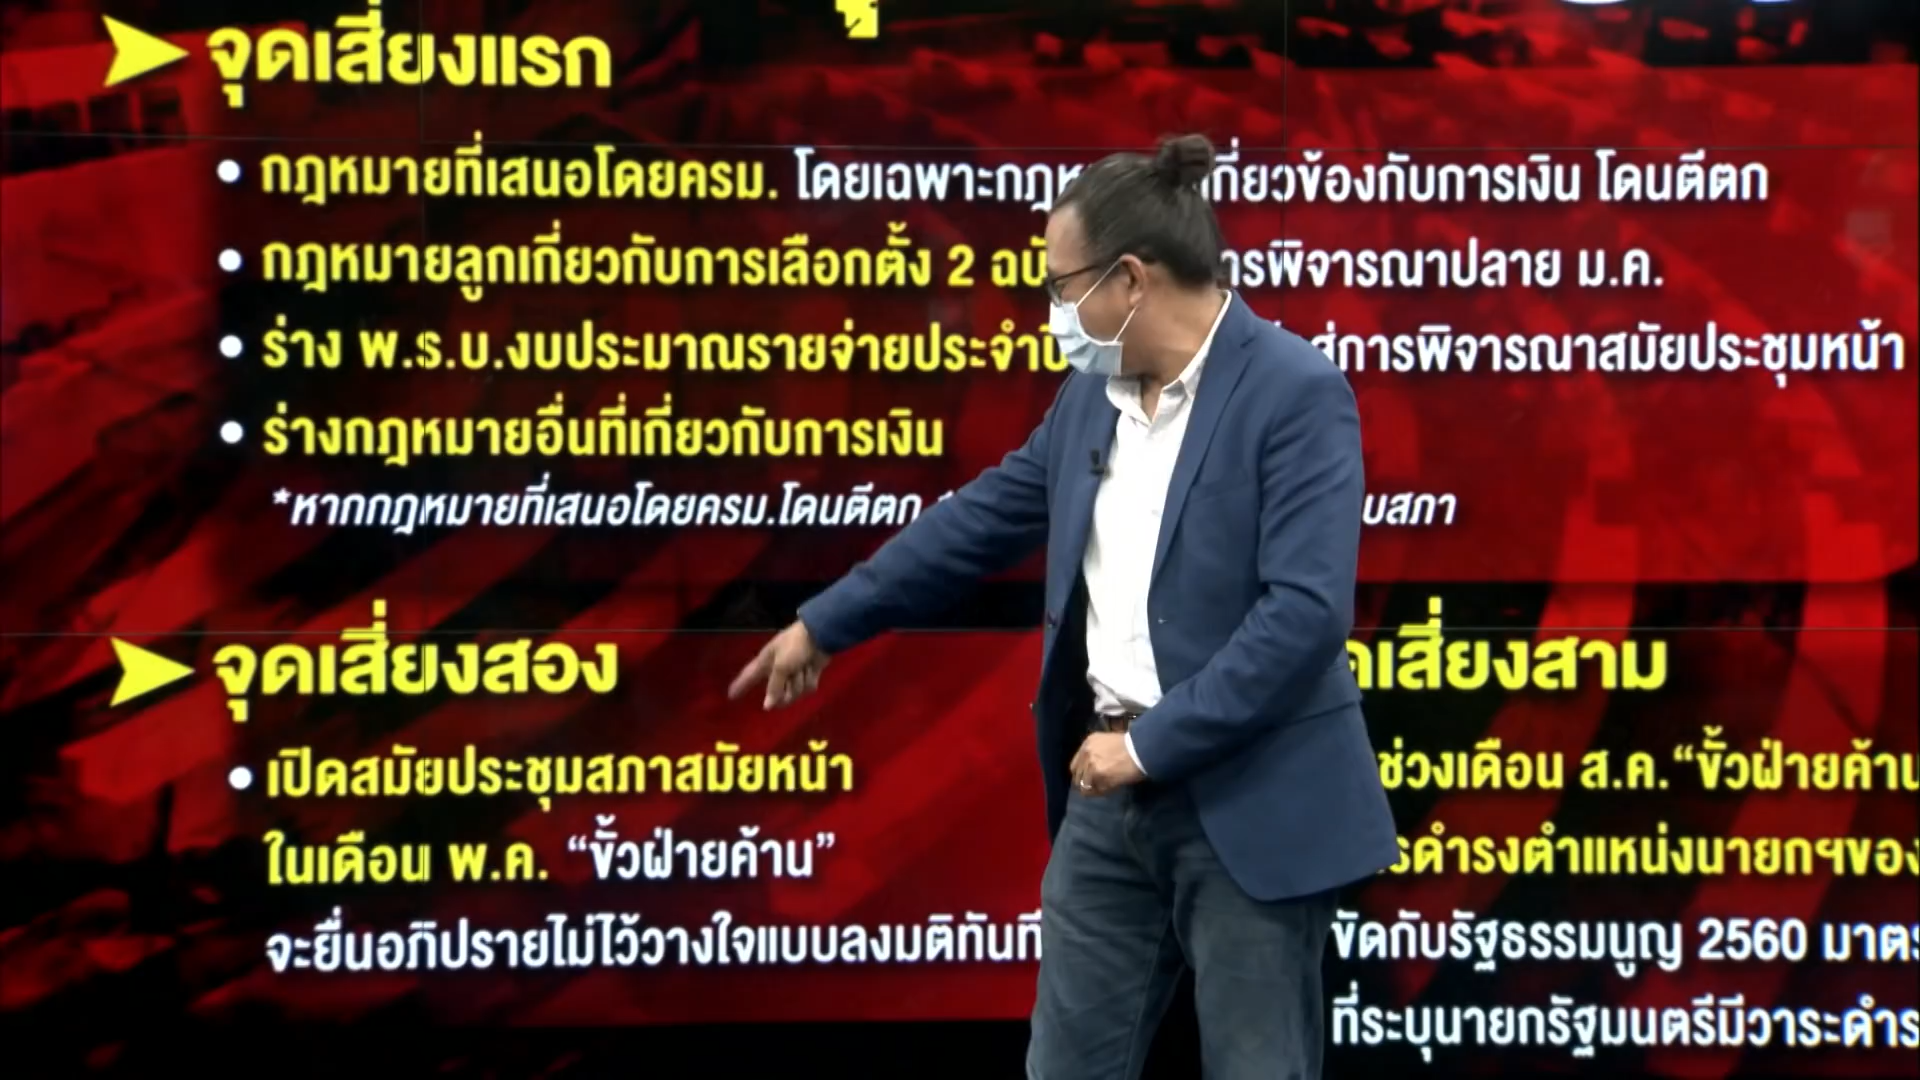 จุดเสี่ยงแรก
• กฎหมายที่เสนอโดยครม. โดยเฉพาะกฎห กี่ยวข้องกับการเงิน โดนตีตก
• กฎหมายลูกเกี่ยวกับการเลือกตั้ง 2 ฉบั ารพิจารณาปลาย ม.ค.
• ร่าง พ.ร.บ.งบประมาณรายจ่ายประจำปี สู่การพิจารณาสมัยประชุมหน้า
• ร่างกฎหมายอื่นที่เกี่ยวกับการเงิน
*หากกฎหมายที่เสนอโดยครม.โดนตีตก บสภา
จุดเสี่ยงสอง
• เปิดสมัยประชุมสภาสมัยหน้า
ในเดือน พ.ค. “ขั้วฝ่ายค้าน”
จะยื่นอภิปรายไม่ไว้วางใจแบบลงมติทันที
ดเสี่ยงสาม
ช่วงเดือน ส.ค.“ขั้วฝ่ายค้าน
รดำรงตำแหน่งนายกฯของ
ขัดกับรัฐธรรมนูญ 2560 มาตร
ที่ระบุนายกรัฐมนตรีมีวาระดำร